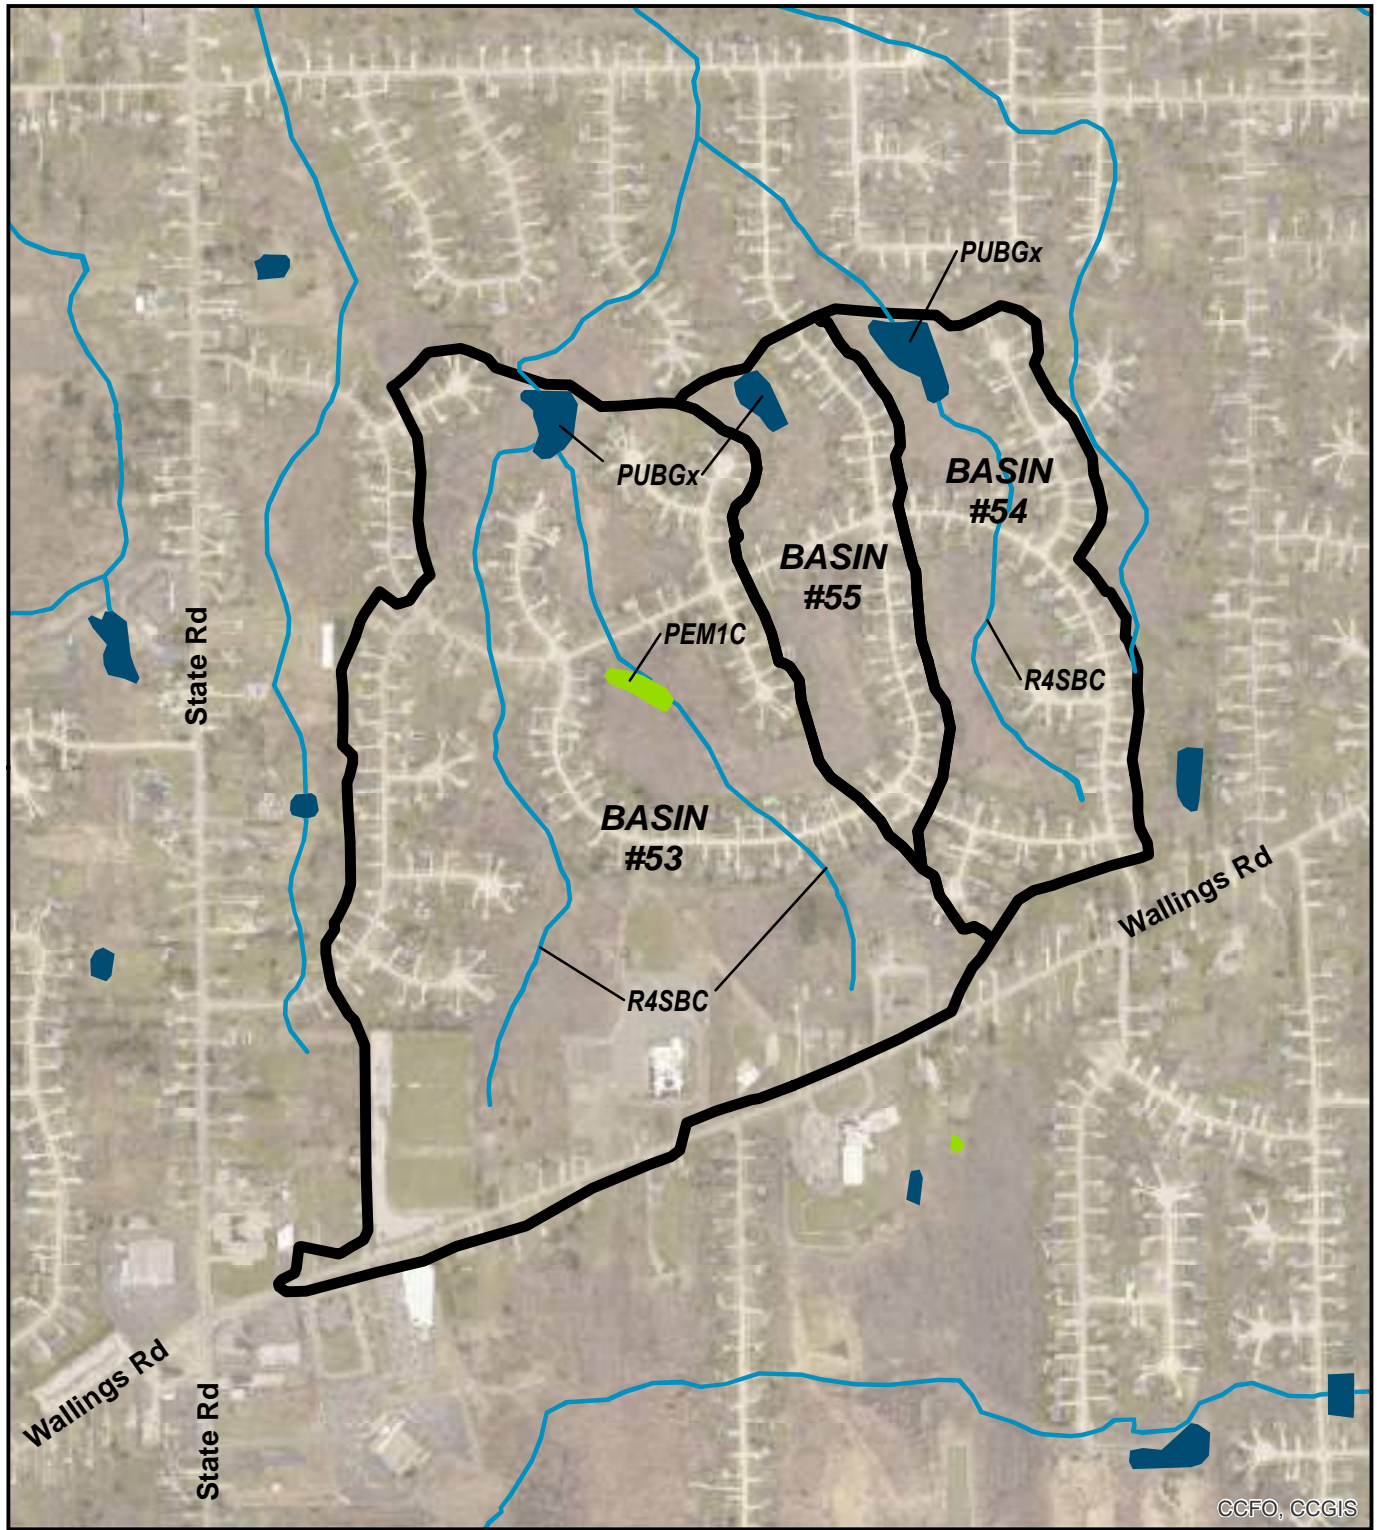 PUBGx
BASIN
#54
PUBGx
BASIN
#55
PEM1C
State Rd
R4SBC
BASIN
#53
Wallings Rd
R4SBC
Wallings Rd
State Rd
CCFO, CCGIS